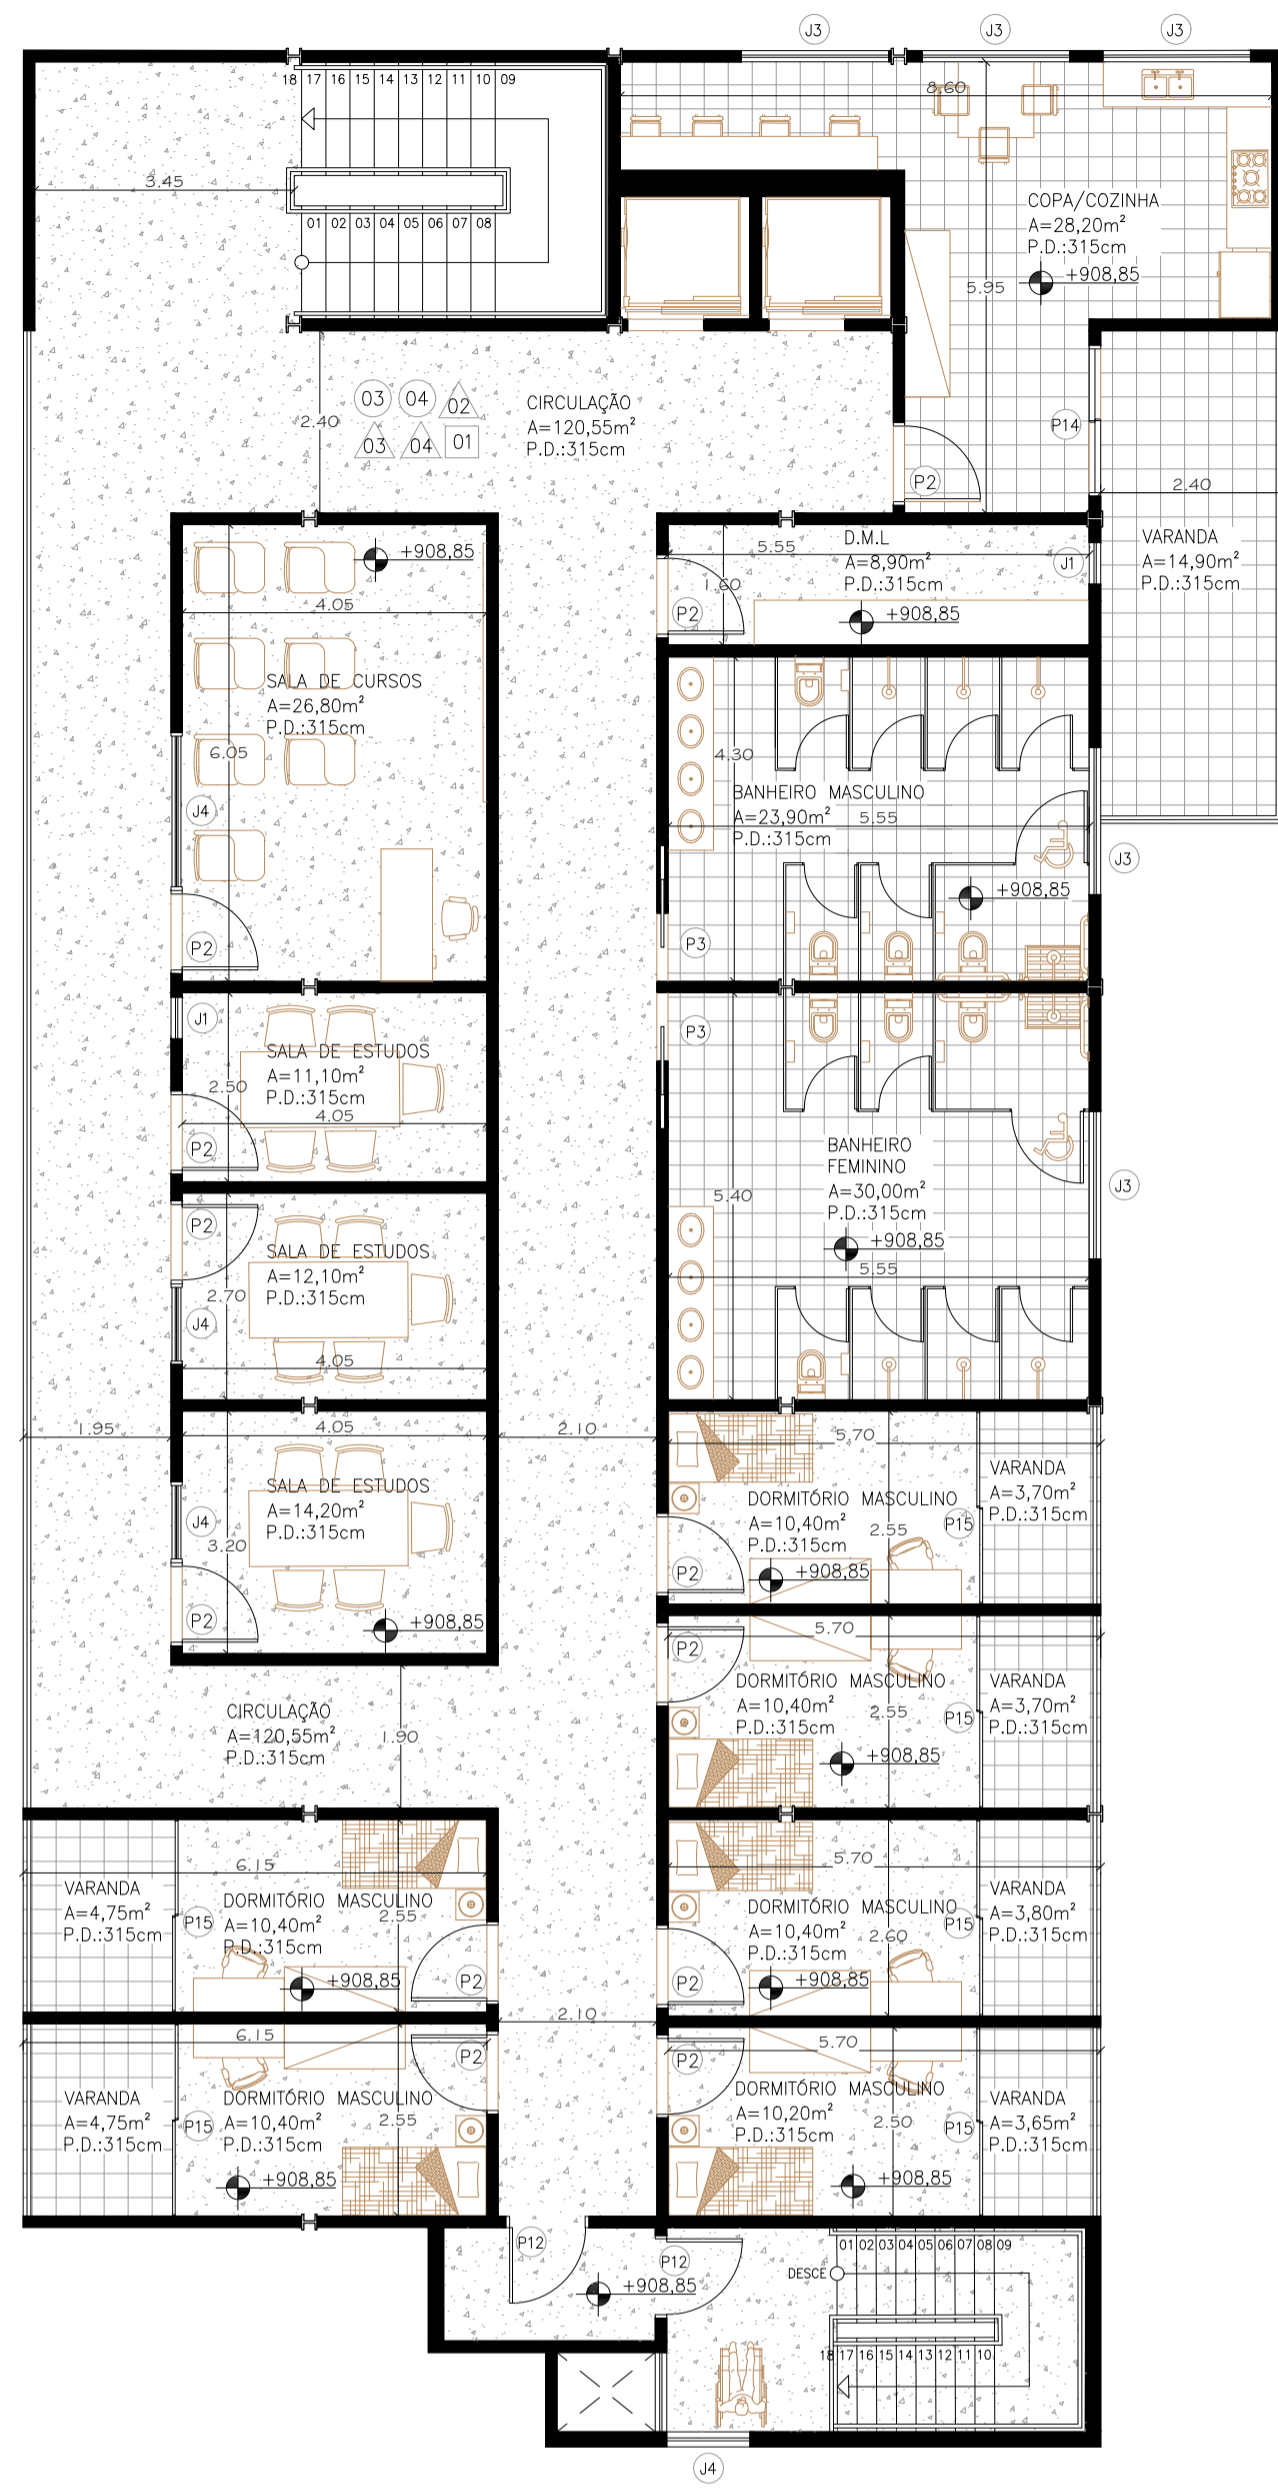 J3
J3
J3
18 17 16 15 14 13 12 11 10 09
8.60
3.45
01 02 03 04 05 06 07 08
COPA/COZINHA
A=28,20m²
P.D.:315cm
+908,85
5.95
03 04 02
03 04 01
2.40
CIRCULAÇÃO
A=120,55m²
P.D.:315cm
P14
P2
2.40
VARANDA
A=14,90m²
P.D.:315cm
+908,85
4.05
D.M.L
A=8,90m²
P.D.:315cm
5.55
1.60
J1
P2
+908,85
SALA DE CURSOS
A=26,80m²
P.D.:315cm
6.05
J4
P2
4.30
BANHEIRO MASCULINO
A=23,90m²
P.D.:315cm
5.55
J3
+908,85
P3
J1
SALA DE ESTUDOS
A=11,10m²
P.D.:315cm
2.50
4.05
P2
P3
BANHEIRO
FEMININO
A=30,00m²
P.D.:315cm
+908,85
5.40
5.55
J3
P2
SALA DE ESTUDOS
A=12,10m²
P.D.:315cm
2.70
J4
4.05
1.95
4.05
2.10
SALA DE ESTUDOS
A=14,20m²
P.D.:315cm
J4
3.20
P2
+908,85
5.70
DORMITÓRIO MASCULINO
A=10,40m²
P.D.:315cm
2.55
P15
P2
+908,85
VARANDA
A=3,70m²
P.D.:315cm
5.70
P2
DORMITÓRIO MASCULINO
A=10,40m²
P.D.:315cm
2.55
P15
+908,85
VARANDA
A=3,70m²
P.D.:315cm
CIRCULAÇÃO
A=120,55m²
P.D.:315cm
1.90
6.15
VARANDA
A=4,75m²
P.D.:315cm
P15
DORMITÓRIO MASCULINO
A=10,40m²
P.D.:315cm
2.55
+908,85
P2
5.70
DORMITÓRIO MASCULINO
A=10,40m²
P.D.:315cm
2.60
P15
P2
+908,85
VARANDA
A=3,80m²
P.D.:315cm
2.10
6.15
P2
VARANDA
A=4,75m²
P.D.:315cm
P15
DORMITÓRIO MASCULINO
A=10,40m²
P.D.:315cm
2.55
+908,85
5.70
P2
DORMITÓRIO MASCULINO
A=10,20m²
P.D.:315cm
2.50
P15
+908,85
VARANDA
A=3,65m²
P.D.:315cm
P12
P12
+908,85
01 02 03 04 05 06 07 08 09
DESCE
18 17 16 15 14 13 12 11 10
J4